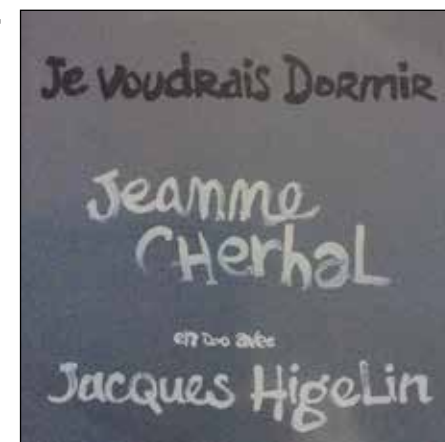 Je voudrais Dormir
Jeanne
CHerhaL
en Duo avec
Jacques HigeLin